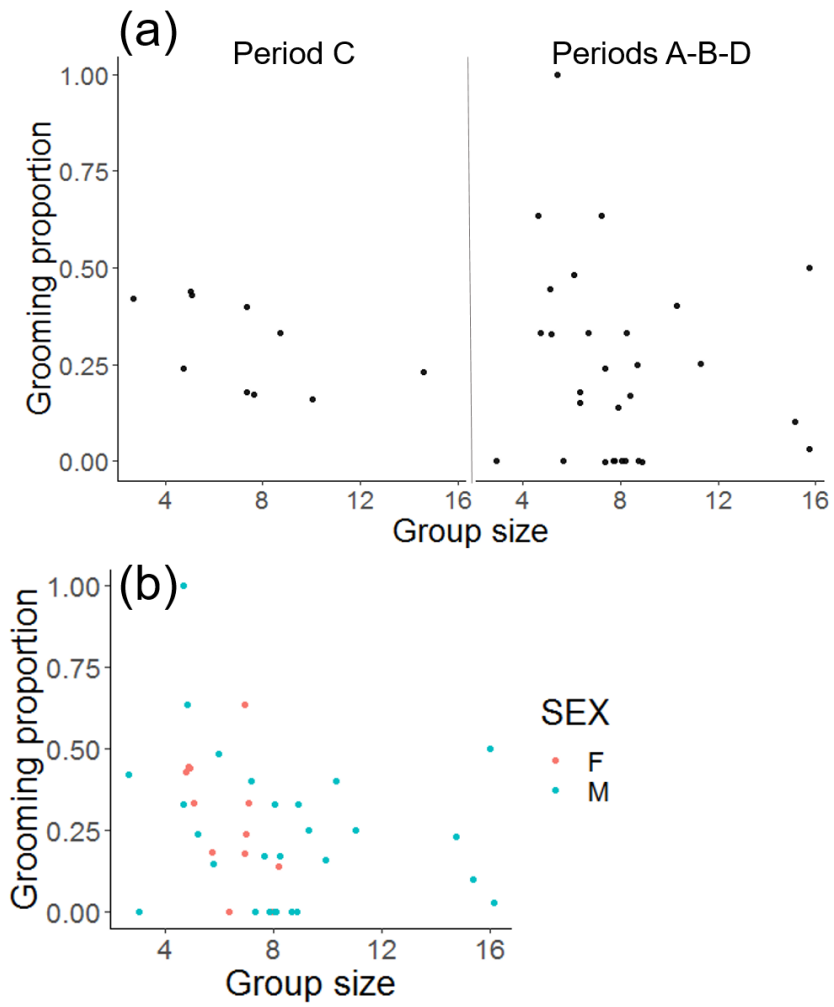 (a)
Period C
Periods A-B-D
Grooming proportion
1.00
0.75
0.50
0.25
0.00
4
8
12
16
4
8
12
16
Group size
(b)
Grooming proportion
1.00
0.75
0.50
0.25
0.00
4
8
12
16
Group size
SEX
F
M